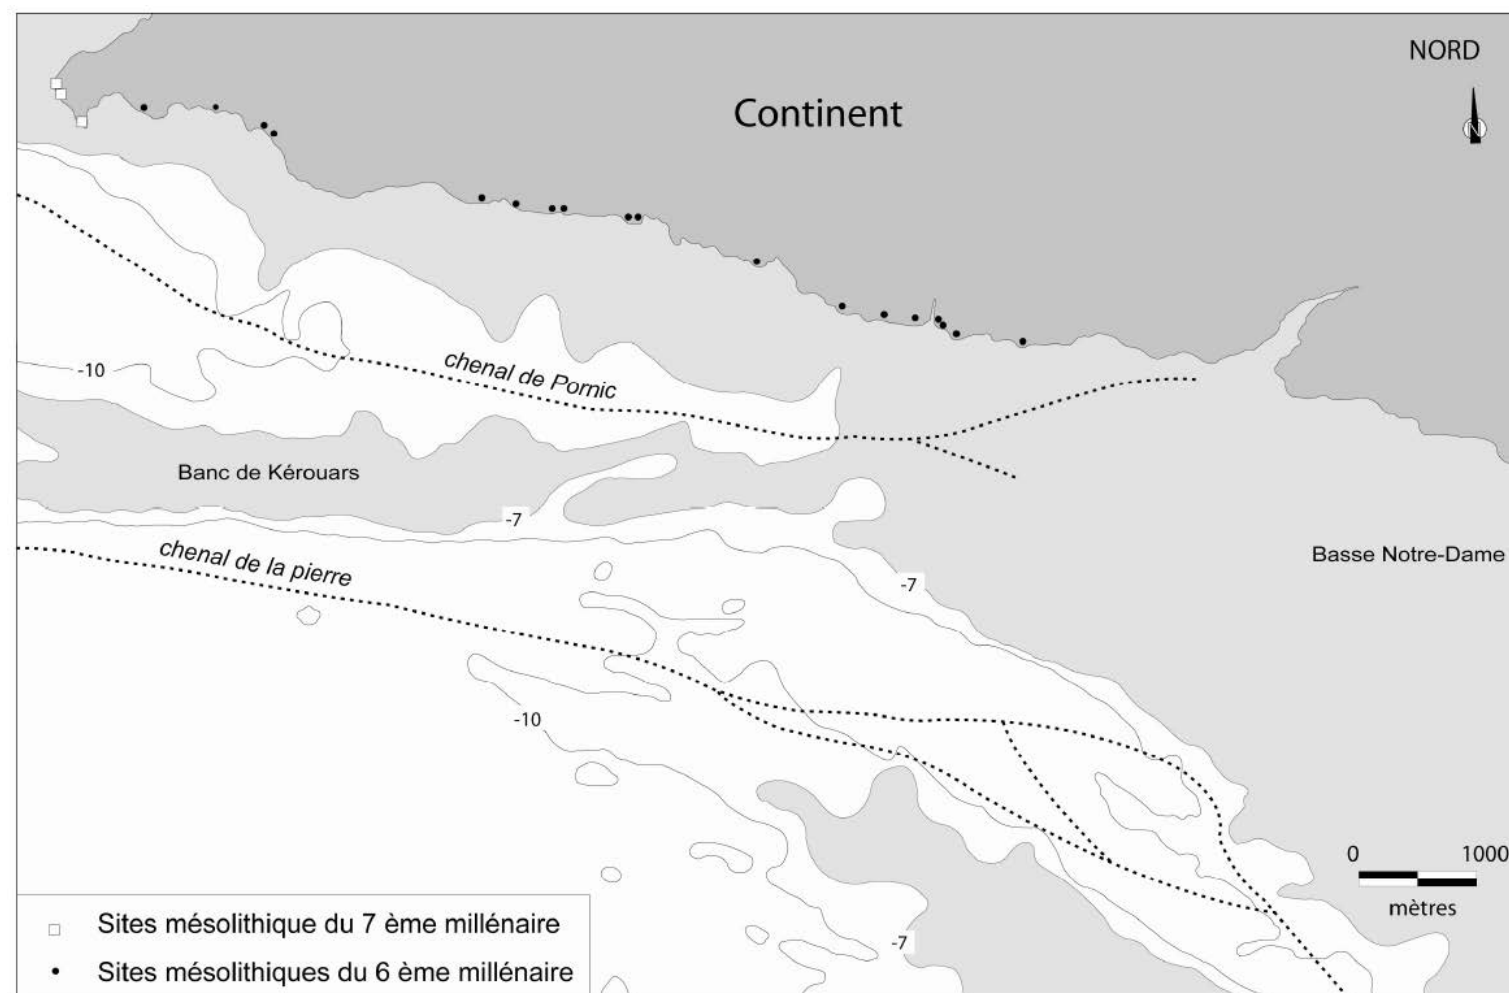 NORD
Continent
N
chenal de Pornic
-10
Banc de Kérouars
-7
chenal de la pierre
Basse Notre-Dame
-7
-10
0 1000
mètres
Sites mésolithique du 7 ème millénaire
-7
Sites mésolithiques du 6 ème millénaire